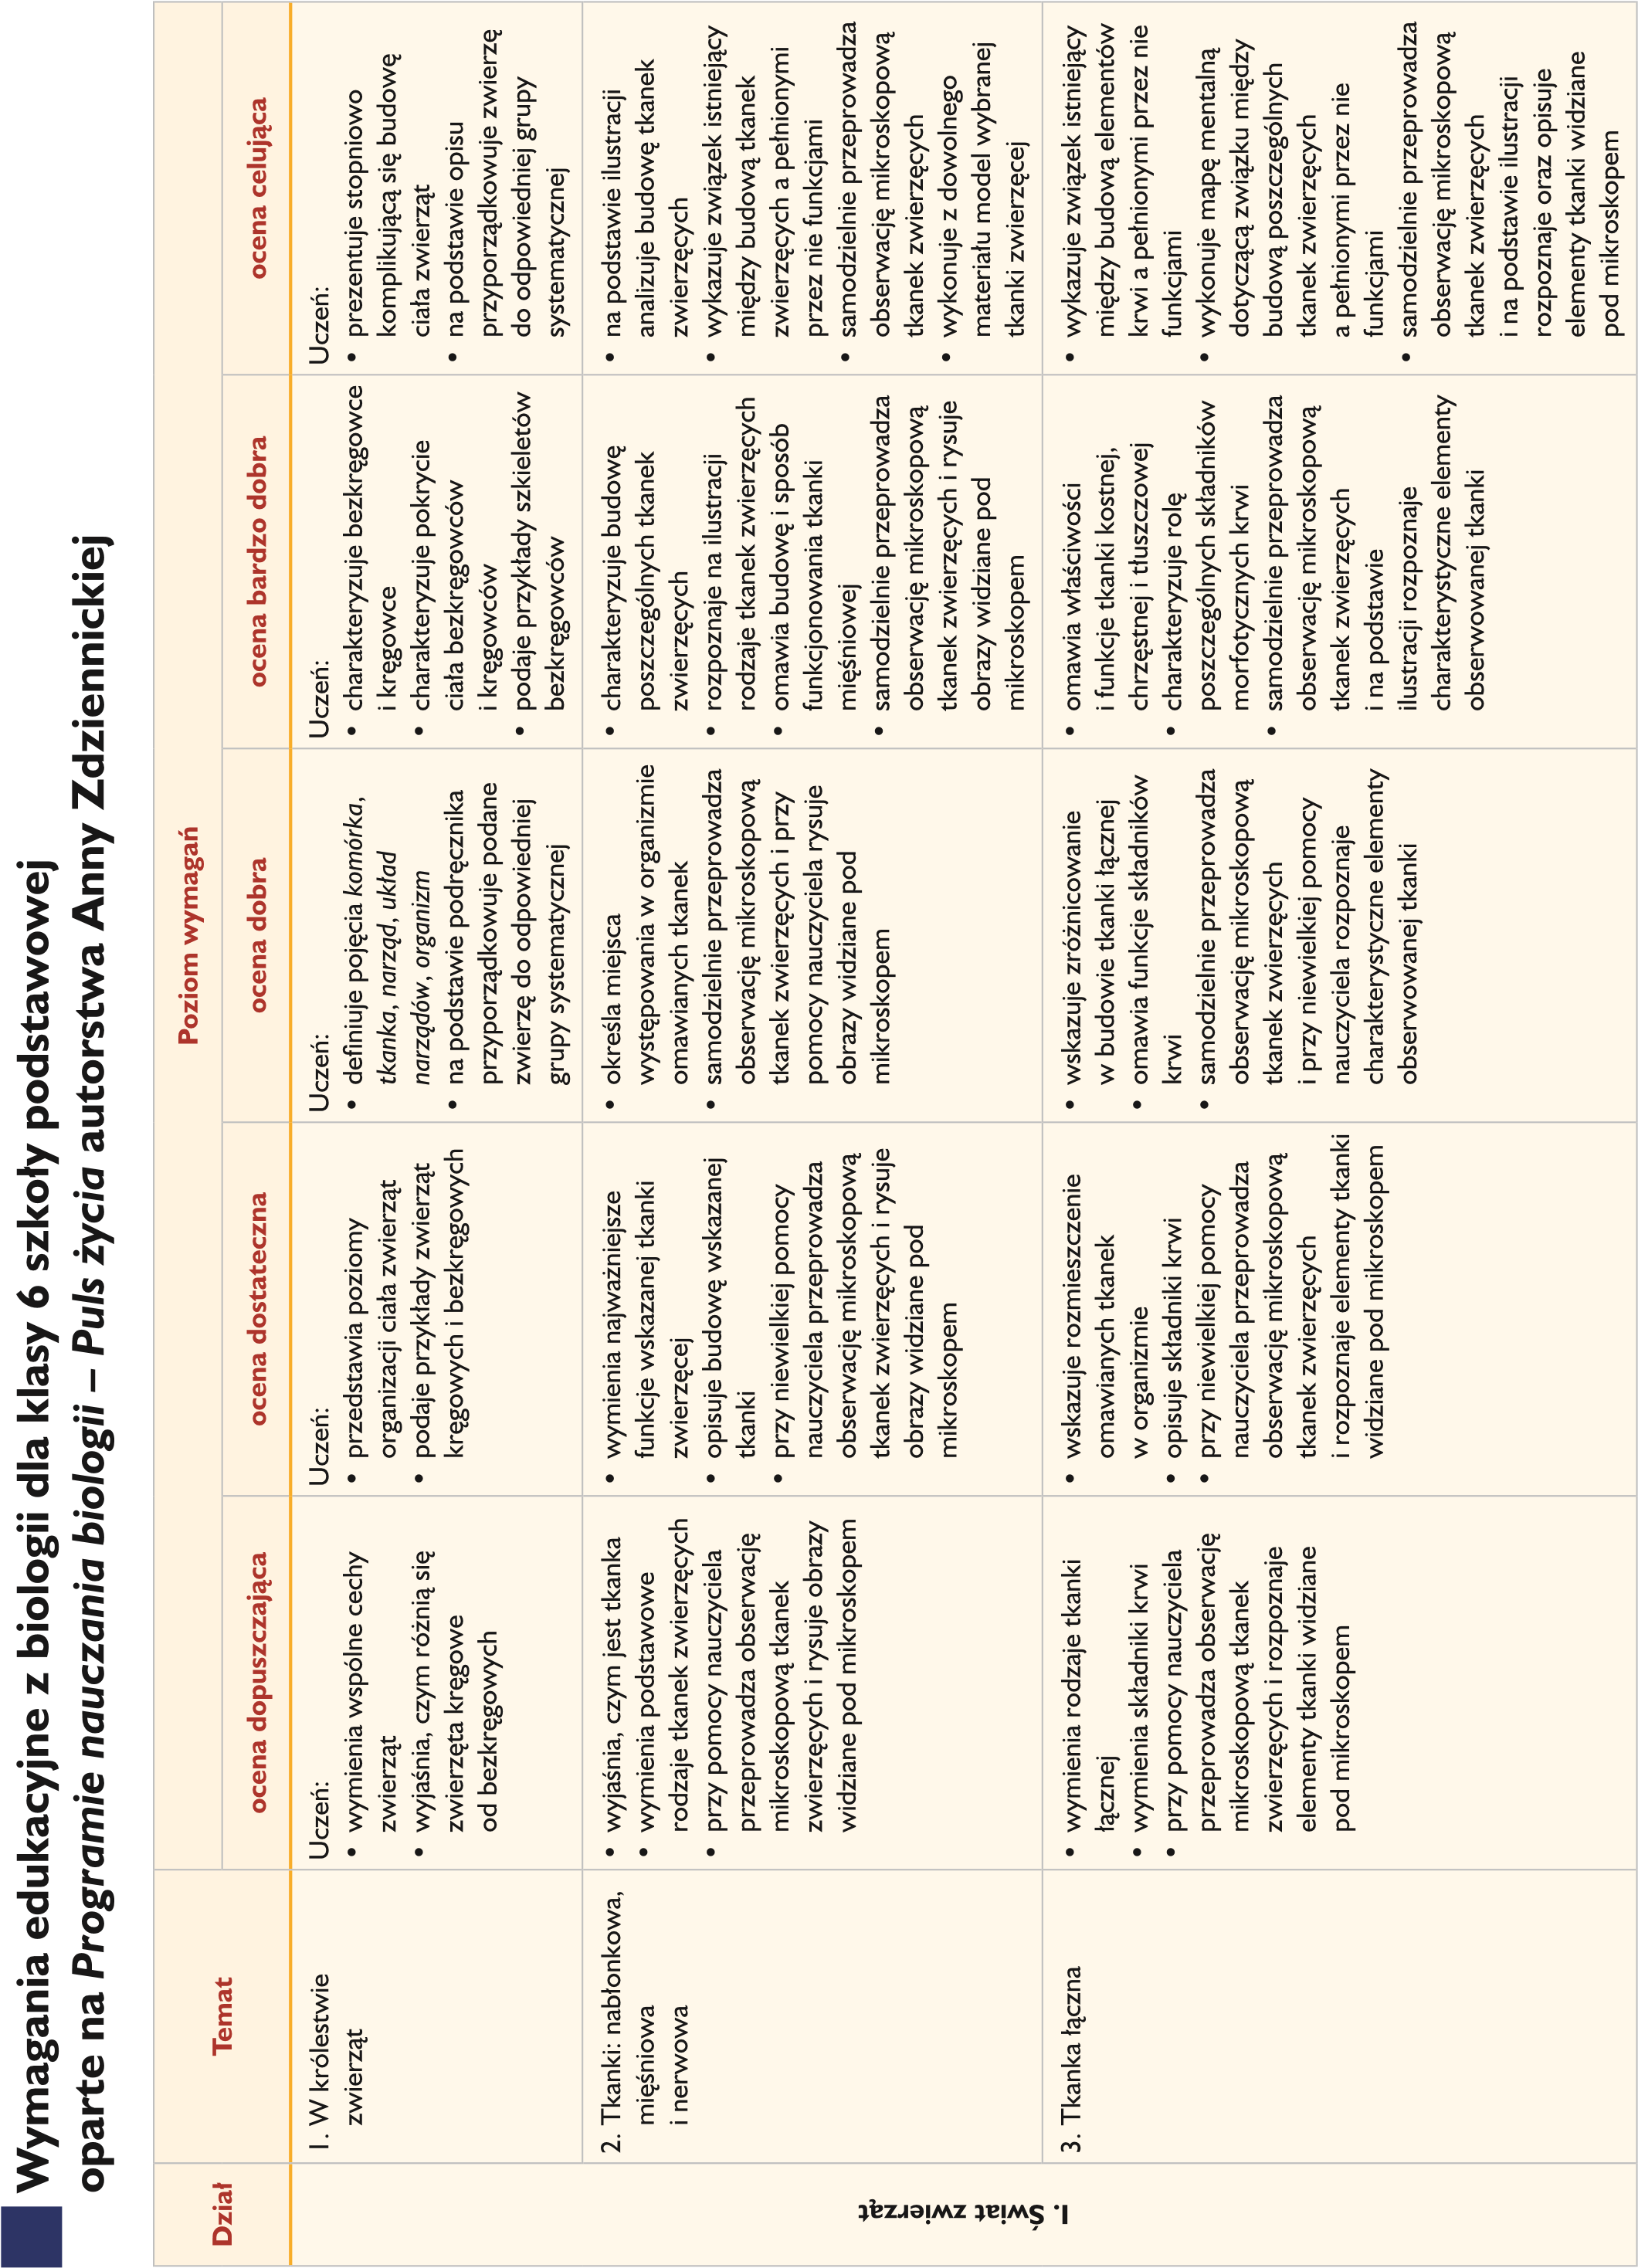 Wymagania edukacyjne z biologii dla klasy 6 szkoły podstawowej
oparte na Programie nauczania biologii – Puls życia autorstwa Anny Zdziennickiej
Dział
Temat
Poziom wymagań
ocena dopuszczająca
ocena dostateczna
ocena dobra
ocena bardzo dobra
ocena celująca
I. Świat zwierząt
1. W królestwie
zwierząt
Uczeń:
• wymienia wspólne cechy
zwierząt
• wyjaśnia, czym różnią się
zwierzęta kręgowe
od bezkręgowych
Uczeń:
• przedstawia poziomy
organizacji ciała zwierząt
• podaje przykłady zwierząt
kręgowych i bezkręgowych
Uczeń:
• definiuje pojęcia komórka,
tkanka, narząd, układ
narządów, organizm
• na podstawie podręcznika
przyporządkowuje podane
zwierzę do odpowiedniej
grupy systematycznej
Uczeń:
• charakteryzuje bezkręgowce
i kręgowce
• charakteryzuje pokrycie
ciała bezkręgowców
i kręgowców
• podaje przykłady szkieletów
bezkręgowców
Uczeń:
• prezentuje stopniowo
komplikującą się budowę
ciała zwierząt
• na podstawie opisu
przyporządkowuje zwierzę
do odpowiedniej grupy
systematycznej
2. Tkanki: nabłonkowa,
mięśniowa
i nerwowa
• wyjaśnia, czym jest tkanka
• wymienia podstawowe
rodzaje tkanek zwierzęcych
• przy pomocy nauczyciela
przeprowadza obserwację
mikroskopową tkanek
zwierzęcych i rysuje obrazy
widziane pod mikroskopem
• wymienia najważniejsze
funkcje wskazanej tkanki
zwierzęcej
• opisuje budowę wskazanej
tkanki
• przy niewielkiej pomocy
nauczyciela przeprowadza
obserwację mikroskopową
tkanek zwierzęcych i rysuje
obrazy widziane pod
mikroskopem
• określa miejsca
występowania w organizmie
omawianych tkanek
• samodzielnie przeprowadza
obserwację mikroskopową
tkanek zwierzęcych i przy
pomocy nauczyciela rysuje
obrazy widziane pod
mikroskopem
• charakteryzuje budowę
poszczególnych tkanek
zwierzęcych
• rozpoznaje na ilustracji
rodzaje tkanek zwierzęcych
• omawia budowę i sposób
funkcjonowania tkanki
mięśniowej
• samodzielnie przeprowadza
obserwację mikroskopową
tkanek zwierzęcych i rysuje
obrazy widziane pod
mikroskopem
• na podstawie ilustracji
analizuje budowę tkanek
zwierzęcych
• wykazuje związek istniejący
między budową tkanek
zwierzęcych a pełnionymi
przez nie funkcjami
• samodzielnie przeprowadza
obserwację mikroskopową
tkanek zwierzęcych
• wykonuje z dowolnego
materiału model wybranej
tkanki zwierzęcej
3. Tkanka łączna
• wymienia rodzaje tkanki
łącznej
• wymienia składniki krwi
• przy pomocy nauczyciela
przeprowadza obserwację
mikroskopową tkanek
zwierzęcych i rozpoznaje
elementy tkanki widziane
pod mikroskopem
• wskazuje rozmieszczenie
omawianych tkanek
w organizmie
• opisuje składniki krwi
• przy niewielkiej pomocy
nauczyciela przeprowadza
obserwację mikroskopową
tkanek zwierzęcych
i rozpoznaje elementy tkanki
widziane pod mikroskopem
• wskazuje zróżnicowanie
w budowie tkanki łącznej
• omawia funkcje składników
krwi
• samodzielnie przeprowadza
obserwację mikroskopową
tkanek zwierzęcych
i przy niewielkiej pomocy
nauczyciela rozpoznaje
charakterystyczne elementy
obserwowanej tkanki
• omawia właściwości
i funkcje tkanki kostnej,
chrzęstnej i tłuszczowej
• charakteryzuje rolę
poszczególnych składników
morfotycznych krwi
• samodzielnie przeprowadza
obserwację mikroskopową
tkanek zwierzęcych
i na podstawie
ilustracji rozpoznaje
charakterystyczne elementy
obserwowanej tkanki
• wykazuje związek istniejący
między budową elementów
krwi a pełnionymi przez nie
funkcjami
• wykonuje mapę mentalną
dotyczącą związku między
budową poszczególnych
tkanek zwierzęcych
a pełnionymi przez nie
funkcjami
• samodzielnie przeprowadza
obserwację mikroskopową
tkanek zwierzęcych
i na podstawie ilustracji
rozpoznaje oraz opisuje
elementy tkanki widziane
pod mikroskopem